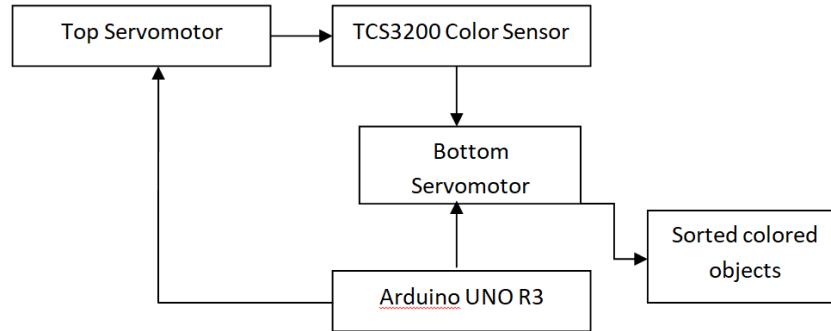 Top Servomotor
TCS3200 Color Sensor
Bottom
Servomotor
Sorted colored
objects
Arduino UNO R3